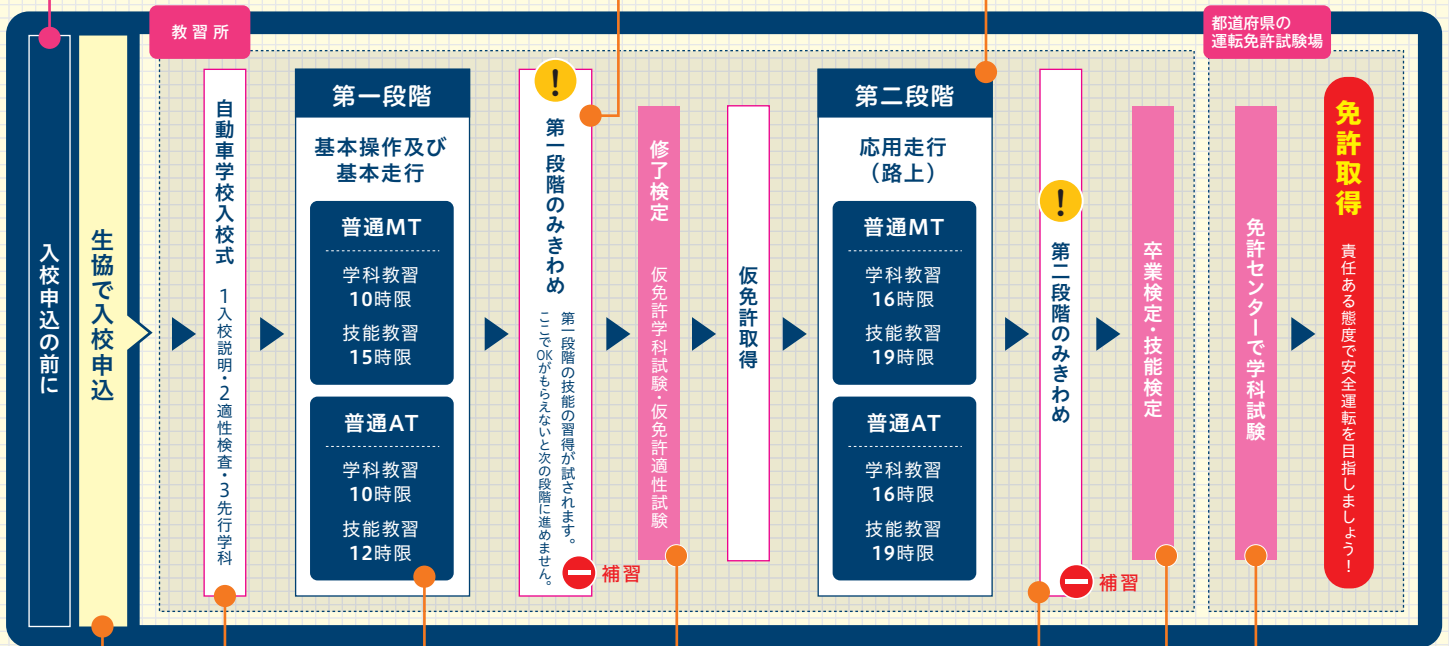 入校申込の前に
生協で入校申込
教習所
自動車学校入校式 1入校説明・2適性検査・3先行学科
第一段階
基本操作及び
基本走行
普通MT
学科教習
10時限
技能教習
15時限
普通AT
学科教習
10時限
技能教習
12時限
!
第一段階のみきわめ
第一段階の技能の習得が試されます。
ここでOKがもらえないと次の段階に進めません。
補習
修了検定 仮免許学科試験・仮免許適性試験
仮免許取得
第二段階
応用走行
（路上）
普通MT
学科教習
16時限
技能教習
19時限
普通AT
学科教習
16時限
技能教習
19時限
!
第二段階のみきわめ
補習
卒業検定・技能検定
都道府県の
運転免許試験場
免許センターで学科試験
免許取得 責任ある態度で安全運転を目指しましょう！